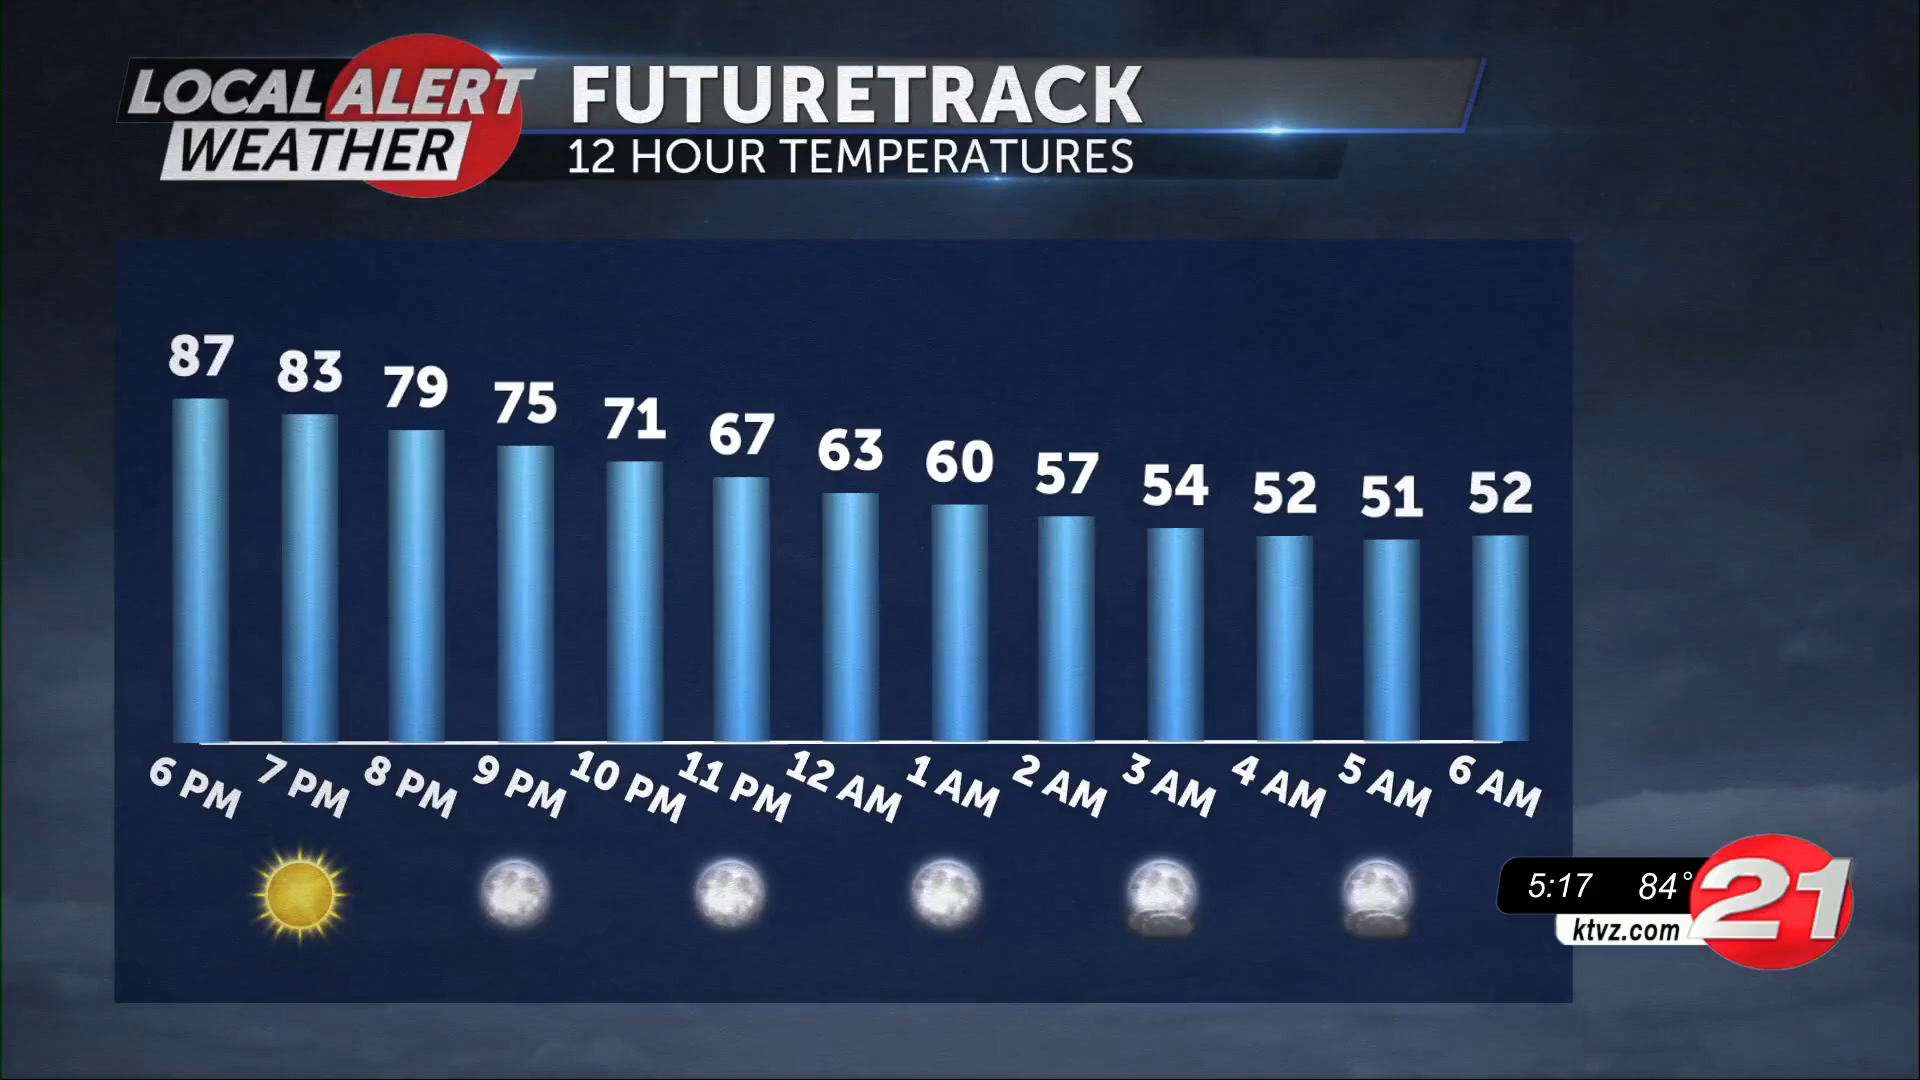 LOCAL ALERT
WEATHER
FUTURETRACK
12 HOUR TEMPERATURES
87 83 79 75 71 67 63 60 57 54 52 51 52
6 PM 7 PM 8 PM 9 PM 10 PM 11 PM 12 AM 1 AM 2 AM 3 AM 4 AM 5 AM 6 AM
5:17 84° 21
ktvz.com